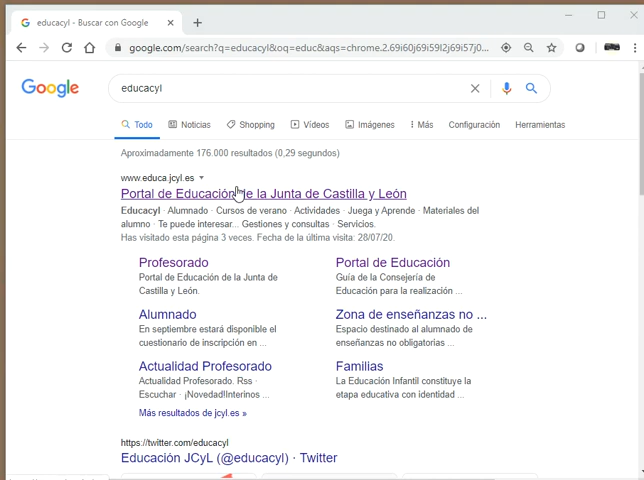 educacyl - Buscar con Google
google.com/search?q=educacyl&oq=educ&aqs=chrome.2.69i60j69i59l2j69i57j0...
Google
educacyl
Todo Noticias Shopping Vídeos Imágenes Más Configuración Herramientas
Aproximadamente 176.000 resultados (0,29 segundos)
www.educa.jcyl.es
Portal de Educación de la Junta de Castilla y León
Educacyl · Alumnado · Cursos de verano · Actividades · Juega y Aprende · Materiales del
alumno · Te puede interesar... Gestiones y consultas · Servicios.
Has visitado esta página 3 veces. Fecha de la última visita: 28/07/20.
Profesorado
Portal de Educación de la Junta de
Castilla y León.
Portal de Educación
Guía de la Consejería de
Educación para la realización ...
Alumnado
En septiembre estará disponible el
cuestionario de inscripción en ...
Zona de enseñanzas no ...
Espacio destinado al alumnado de
enseñanzas no obligatorias ...
Actualidad Profesorado
Actualidad Profesorado. Rss ·
Escuchar · ¡Novedad!Interinos ...
Familias
La Educación Infantil constituye la
etapa educativa con identidad ...
Más resultados de jcyl.es »
https://twitter.com/educacyl
Educación JCyL (@educacyl) · Twitter